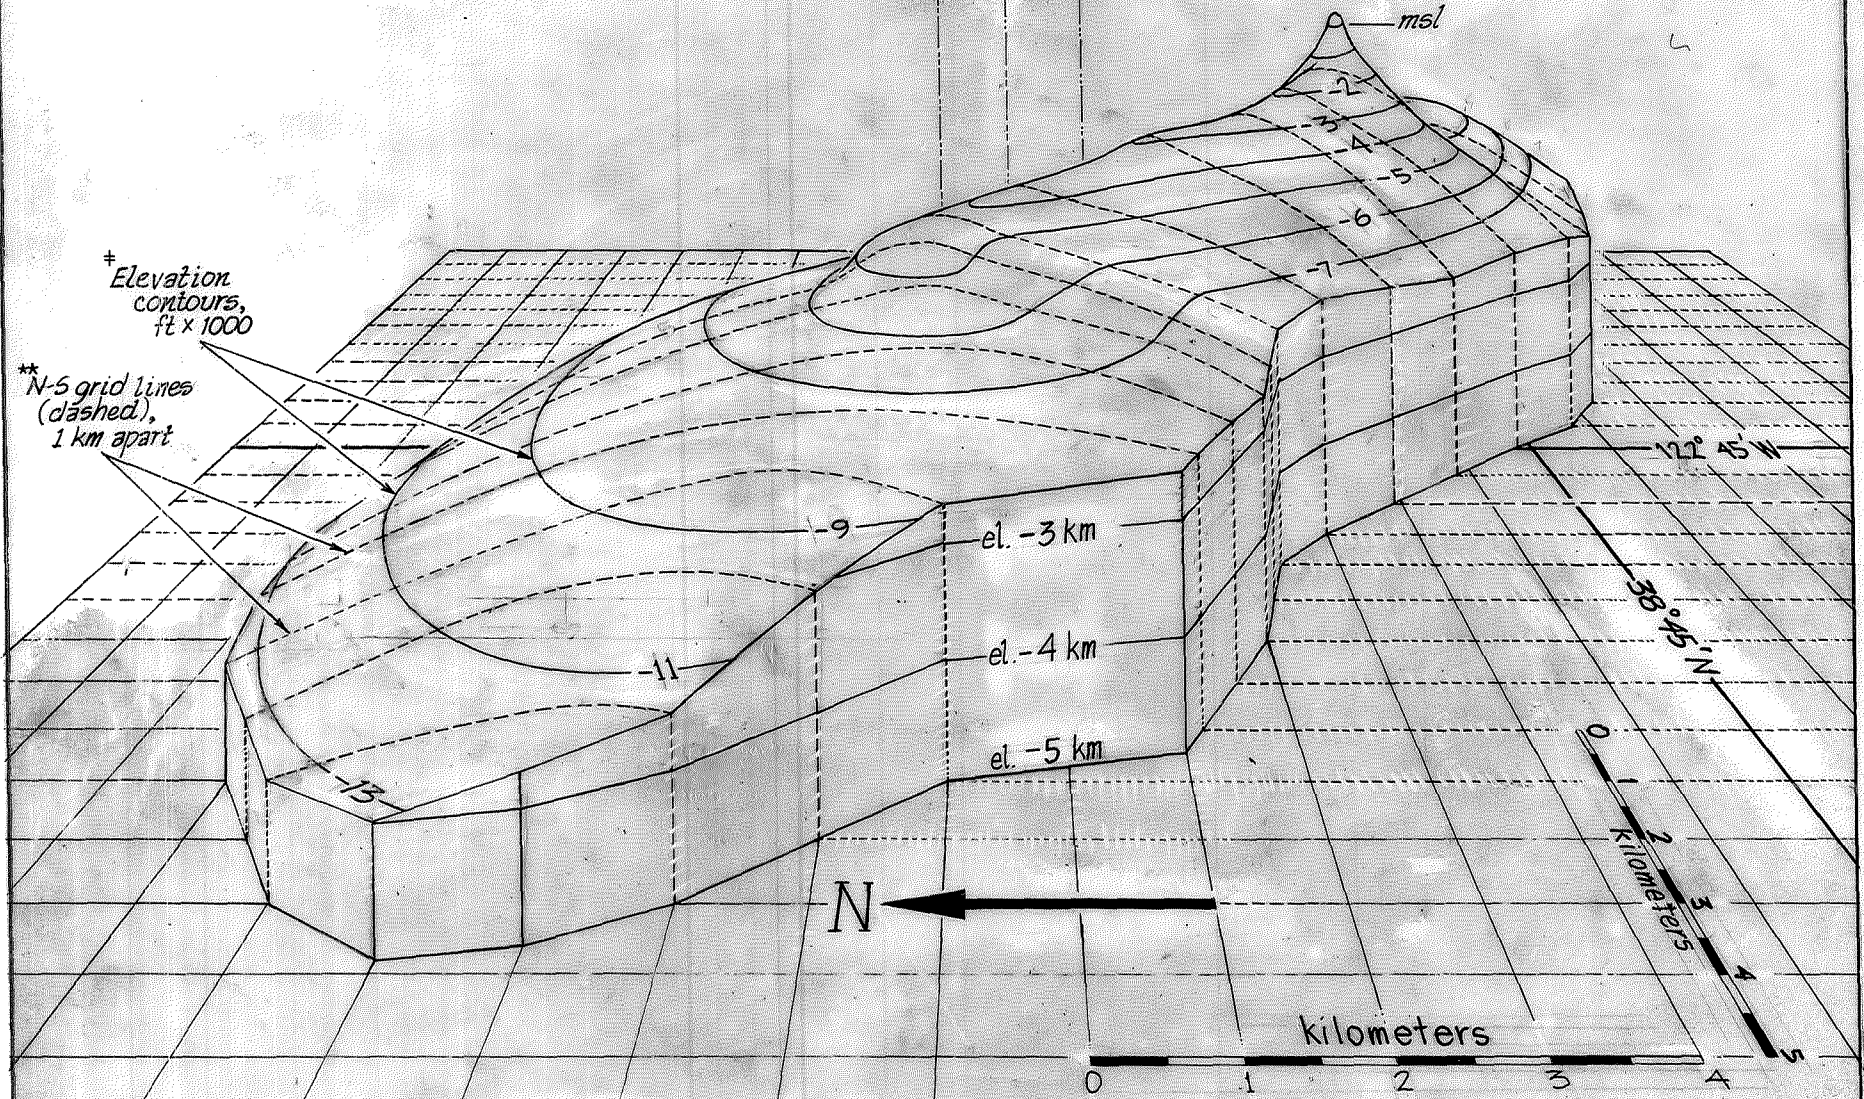 msl
-2
-3
-4
-5
-6
-7
‡Elevation
contours,
ft × 1000
**N-S grid lines
(dashed),
1 km apart
122° 45' W
-9
el. -3 km
38° 45' N
el. -4 km
-11
el. -5 km
-13
0
1
2
3
4
5
kilometers
N
kilometers
0 1 2 3 4